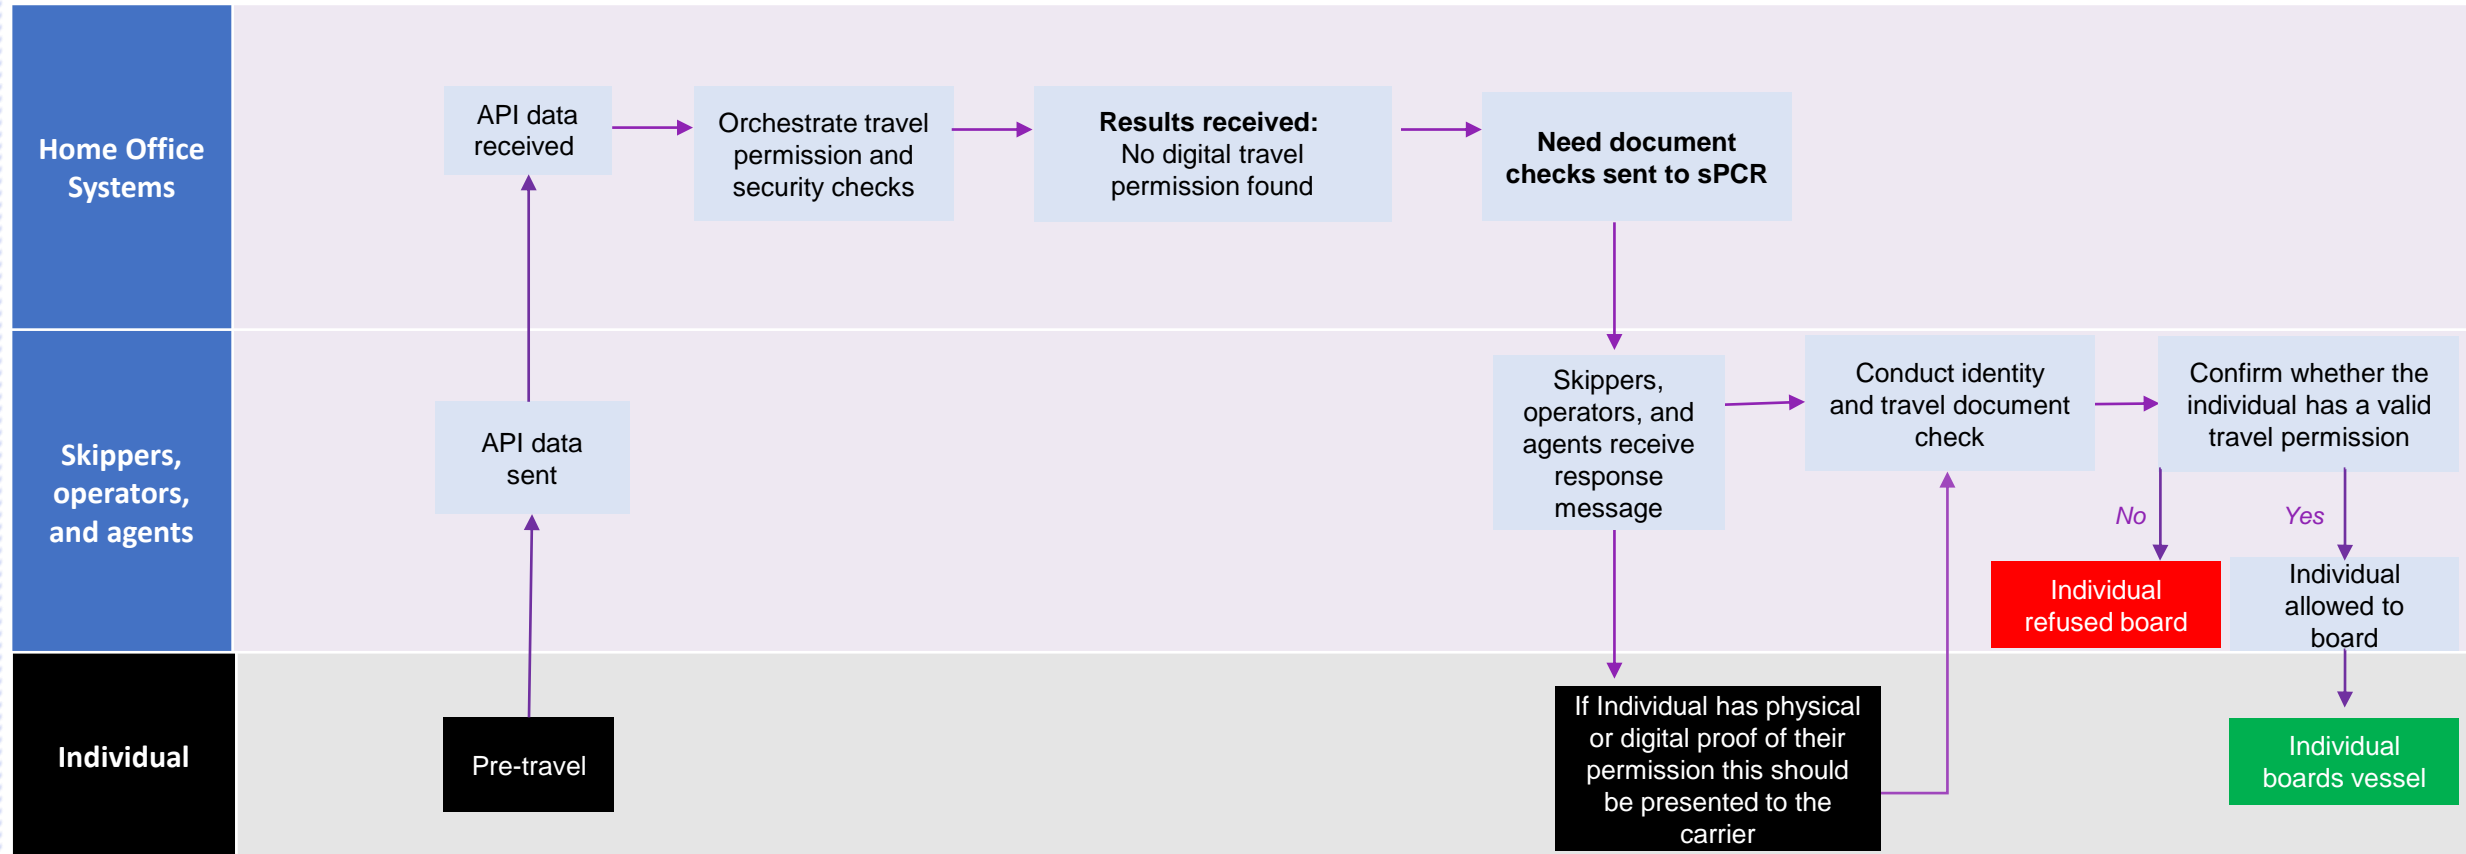 Home Office
Systems
API data
received
Orchestrate travel
permission and
security checks
Results received:
No digital travel
permission found
Need document
checks sent to sPCR
Skippers,
operators,
and agents
API data
sent
Skippers,
operators, and
agents receive
response
message
Conduct identity
and travel document
check
Confirm whether the
individual has a valid
travel permission
No
Yes
Individual
refused board
Individual
allowed to
board
Individual
Pre-travel
If Individual has physical
or digital proof of their
permission this should
be presented to the
carrier
Individual
boards vessel